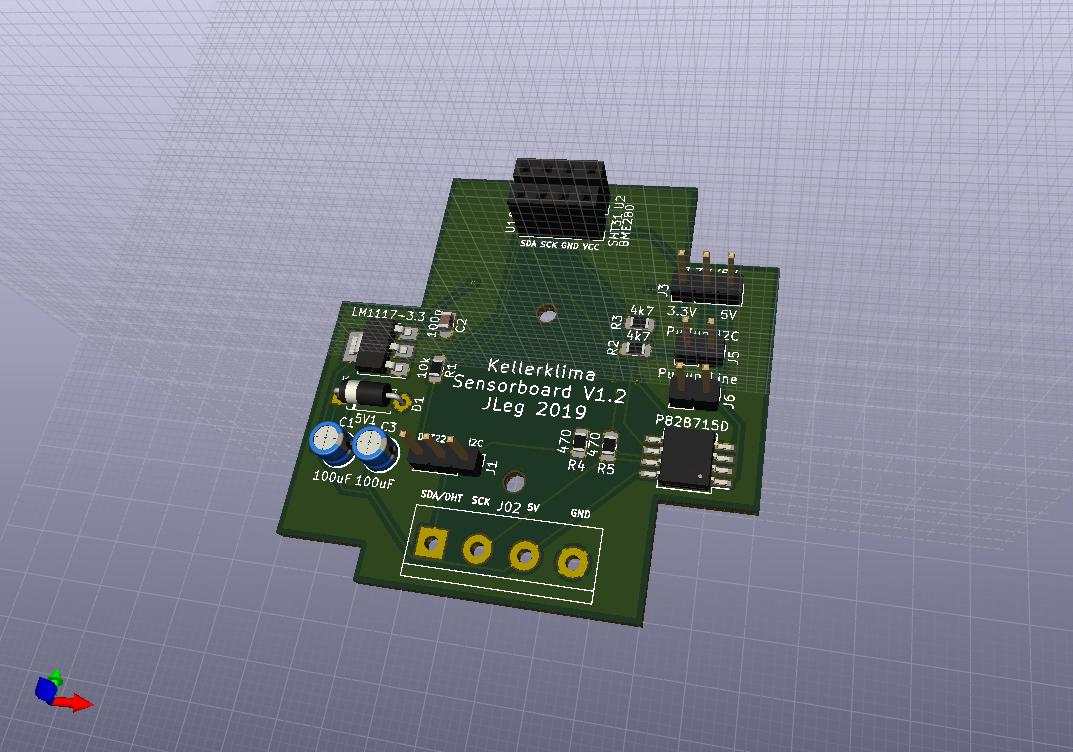 U1
SHT31 U2
BME280
SDA SCK GND VCC
J3
3.3V 5V
LM1117-3.3
100n
C2
4k7
R3
4k7
R2
J5
10k
R1
Kellerklima
Sensorboard V1.2
JLeg 2019
J6
D1
5V1
C1
C3
P82B715D
I2C
J1
470
470
R4 R5
100uF 100uF
SDA/DHT SCK J02 5V GND